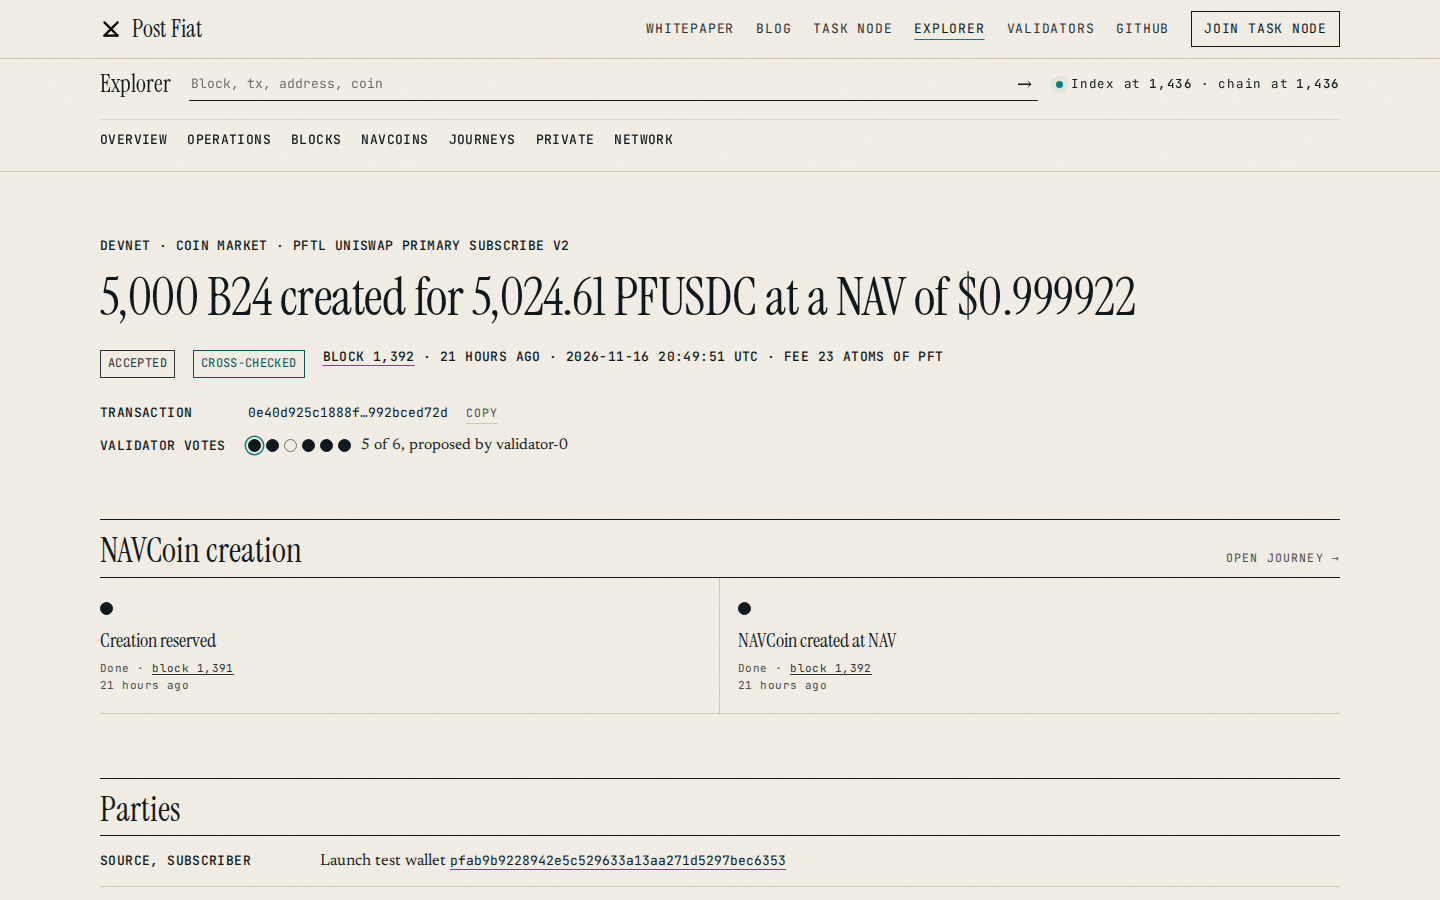 Post Fiat
WHITEPAPER BLOG TASK NODE EXPLORER VALIDATORS GITHUB JOIN TASK NODE
Explorer Block, tx, address, coin → Index at 1,436 · chain at 1,436
OVERVIEW OPERATIONS BLOCKS NAVCOINS JOURNEYS PRIVATE NETWORK
DEVNET · COIN MARKET · PFTL UNISWAP PRIMARY SUBSCRIBE V2
5,000 B24 created for 5,024.61 PFUSDC at a NAV of $0.999922
ACCEPTED CROSS-CHECKED BLOCK 1,392 · 21 HOURS AGO · 2026-11-16 20:49:51 UTC · FEE 23 ATOMS OF PFT
TRANSACTION 0e40d925c1888f…992bced72d COPY
VALIDATOR VOTES 5 of 6, proposed by validator-0
NAVCoin creation OPEN JOURNEY →
Creation reserved
Done · block 1,391
21 hours ago
NAVCoin created at NAV
Done · block 1,392
21 hours ago
Parties
SOURCE, SUBSCRIBER Launch test wallet pfab9b9228942e5c529633a13aa271d5297bec6353